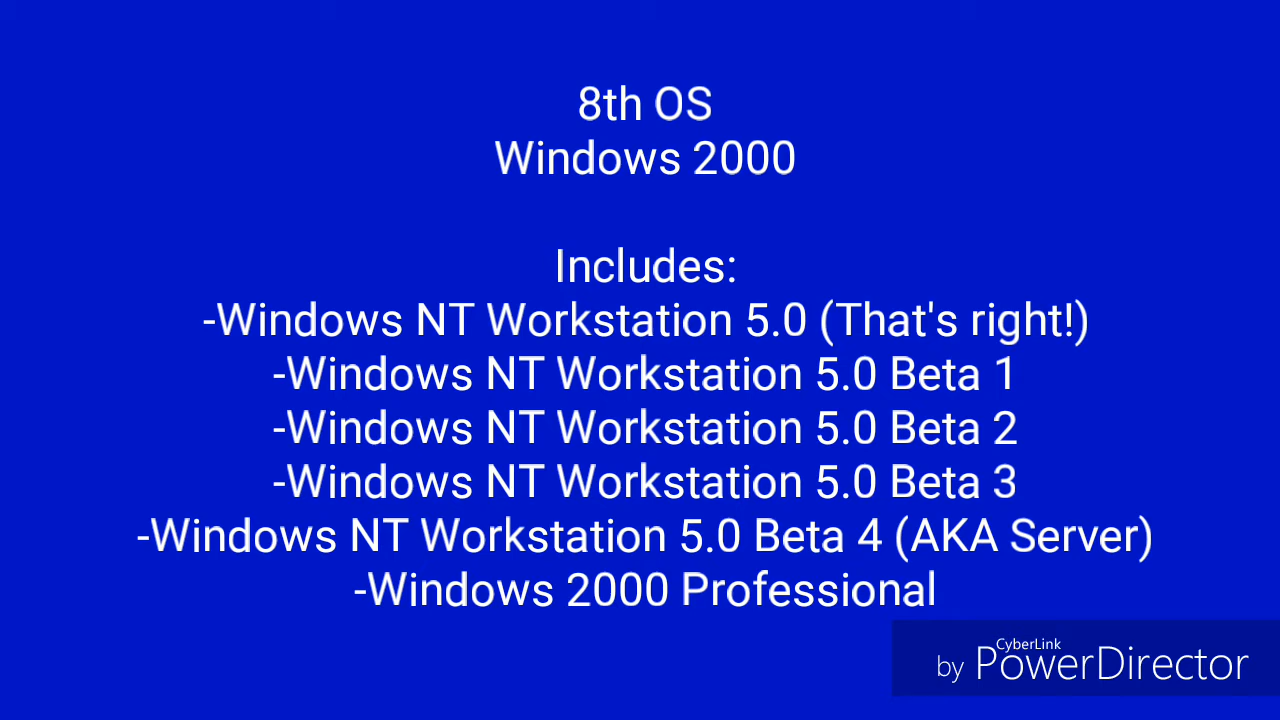 8th OS
Windows 2000
Includes:
-Windows NT Workstation 5.0 (That's right!)
-Windows NT Workstation 5.0 Beta 1
-Windows NT Workstation 5.0 Beta 2
-Windows NT Workstation 5.0 Beta 3
-Windows NT Workstation 5.0 Beta 4 (AKA Server)
-Windows 2000 Professional
CyberLink
by PowerDirector